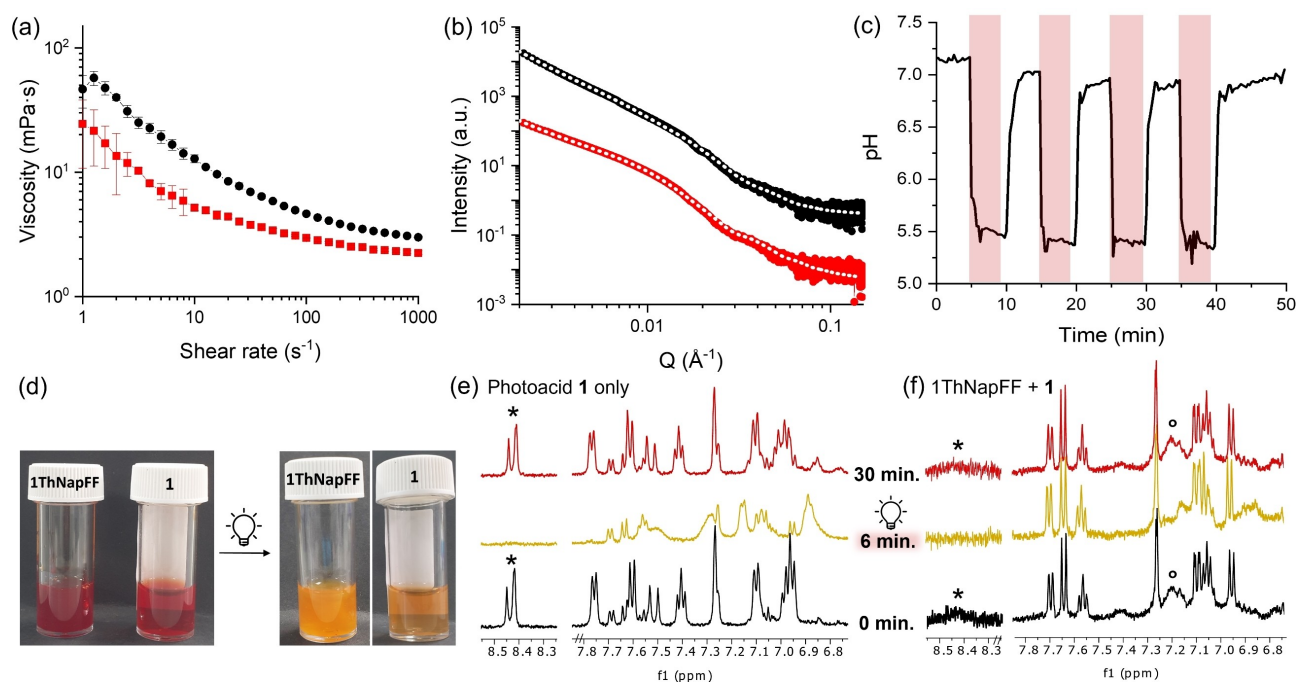 (a)
Viscosity (mPa·s)
10²
10¹
10⁰
1
10
100
1000
Shear rate (s⁻¹)
(b)
Intensity (a.u.)
10⁵
10³
10¹
10⁻¹
10⁻³
0.01
0.1
Q (Å⁻¹)
(c)
pH
7.5
7.0
6.5
6.0
5.5
5.0
0
10
20
30
40
50
Time (min)
(d)
1ThNapFF
1
1ThNapFF
1
(e) Photoacid 1 only
*
*
8.5 8.4 8.3
7.8 7.7 7.6 7.5 7.4 7.3 7.2 7.1 7.0 6.9 6.8
f1 (ppm)
30 min.
6 min.
0 min.
(f) 1ThNapFF + 1
*
o
*
o
8.5 8.4 8.3
7.8 7.7 7.6 7.5 7.4 7.3 7.2 7.1 7.0 6.9 6.8
f1 (ppm)